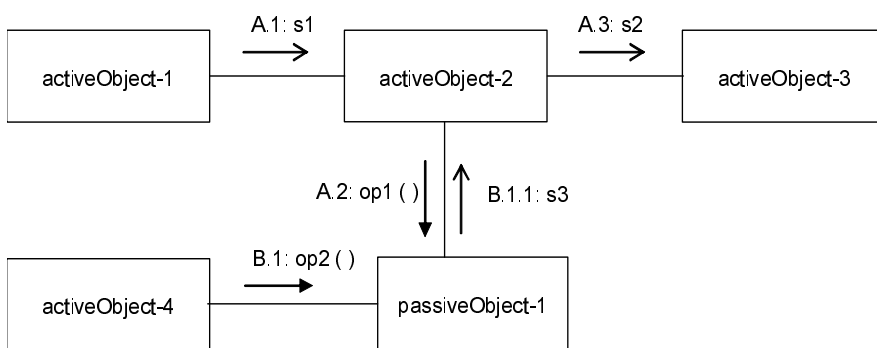 A.1: s1
A.3: s2
activeObject-1
activeObject-2
activeObject-3
A.2: op1 ( )
B.1.1: s3
B.1: op2 ( )
activeObject-4
passiveObject-1